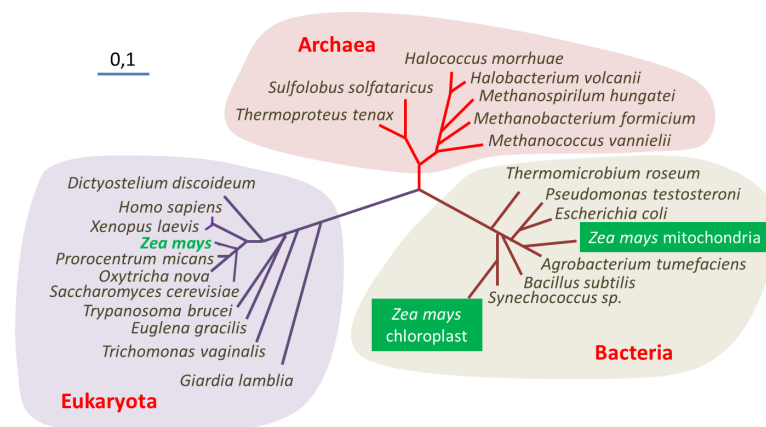 Archaea
0,1
Halococcus morrhuae
Halobacterium volcanii
Sulfolobus solfataricus
Methanospirilum hungatei
Thermoproteus tenax
Methanobacterium formicium
Methanococcus vannielii
Thermomicrobium roseum
Dictyostelium discoideum
Pseudomonas testosteroni
Homo sapiens
Escherichia coli
Xenopus laevis
Zea mays
Zea mays mitochondria
Prorocentrum micans
Agrobacterium tumefaciens
Oxytricha nova
Bacillus subtilis
Saccharomyces cerevisiae
Synechococcus sp.
Trypanosoma brucei
Zea mays
chloroplast
Euglena gracilis
Trichomonas vaginalis
Bacteria
Giardia lamblia
Eukaryota